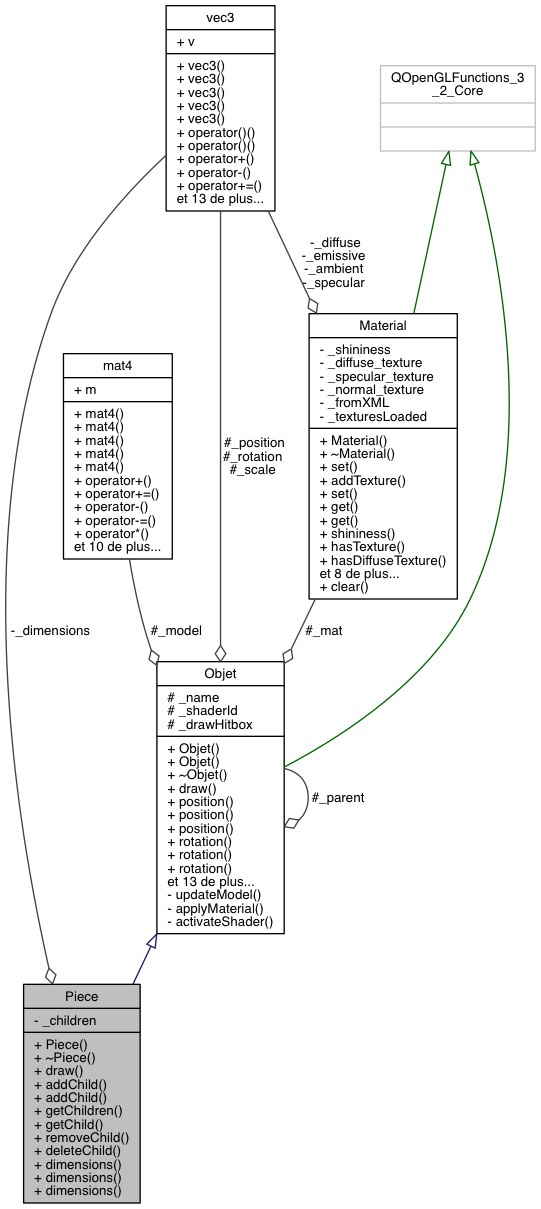 vec3
+ v
+ vec3()
+ vec3()
+ vec3()
+ vec3()
+ vec3()
+ operator()()
+ operator()()
+ operator+()
+ operator-()
+ operator+=()
et 13 de plus...
QOpenGLFunctions_3
_2_Core
-_diffuse
-_emissive
-_ambient
-_specular
Material
- _shininess
- _diffuse_texture
- _specular_texture
- _normal_texture
- _fromXML
- _texturesLoaded
+ Material()
+ ~Material()
+ set()
+ addTexture()
+ set()
+ get()
+ get()
+ shininess()
+ hasTexture()
+ hasDiffuseTexture()
et 8 de plus...
+ clear()
mat4
+ m
+ mat4()
+ mat4()
+ mat4()
+ mat4()
+ mat4()
+ operator+()
+ operator+=()
+ operator-()
+ operator-=()
+ operator*()
et 10 de plus...
#_position
#_rotation
#_scale
-_dimensions
#_model
#_mat
Objet
# _name
# _shaderId
# _drawHitbox
+ Objet()
+ Objet()
+ ~Objet()
+ draw()
+ position()
+ position()
+ position()
+ rotation()
+ rotation()
+ rotation()
et 13 de plus...
- updateModel()
- applyMaterial()
- activateShader()
#_parent
Piece
- _children
+ Piece()
+ ~Piece()
+ draw()
+ addChild()
+ addChild()
+ getChildren()
+ getChild()
+ removeChild()
+ deleteChild()
+ dimensions()
+ dimensions()
+ dimensions()